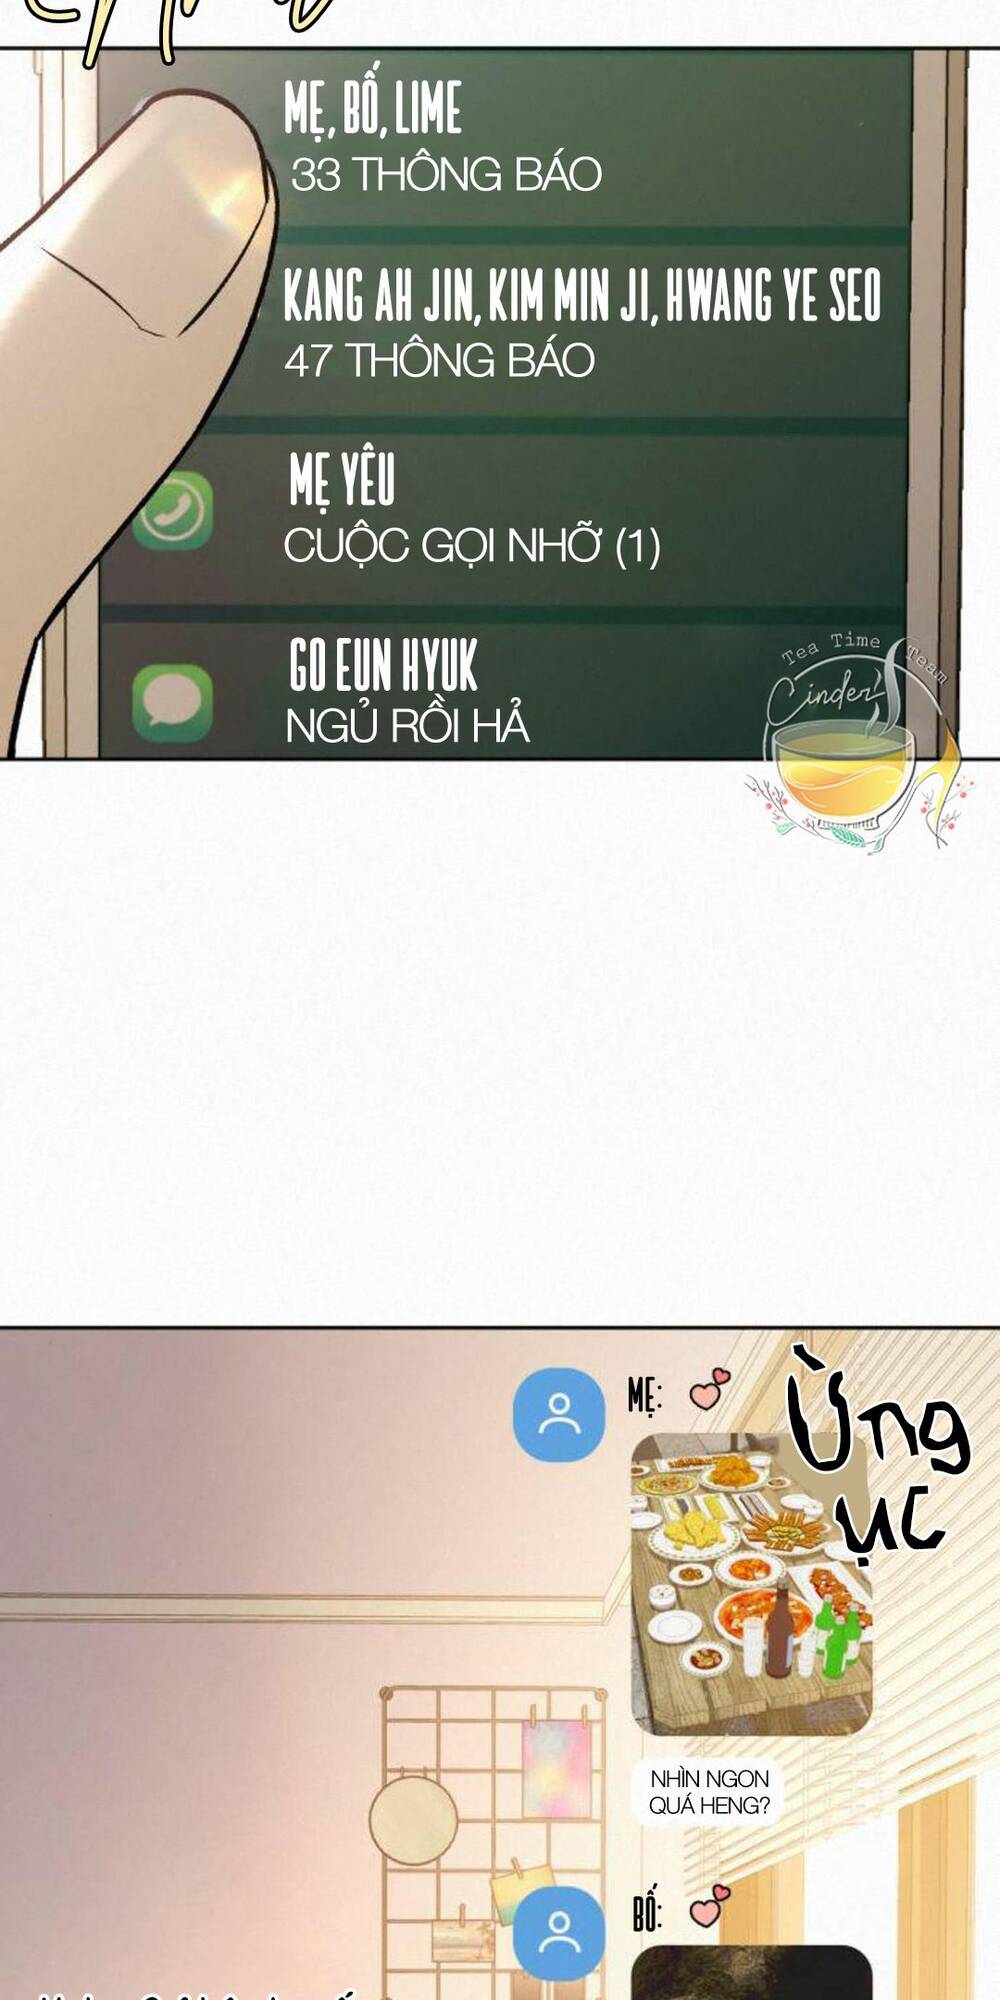 MẸ, BỐ, LIME
33 THÔNG BÁO
KANG AH JIN, KIM MIN JI, HWANG YE SEO
47 THÔNG BÁO
MẸ YÊU
CUỘC GỌI NHỠ (1)
GO EUN HYUK
NGỦ RỒI HẢ
Tea Time Team
Cinder's
MẸ:
Ừng
ực
NHÌN NGON
QUÁ HENG?
BỐ: